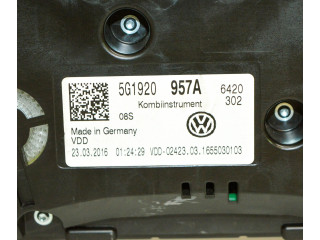 5G1920 957A 6420
Kombiinstrument 302
08S
Made in Germany
VDD
23.03.2016 01:24:29 VDD-02423.03.1655030103